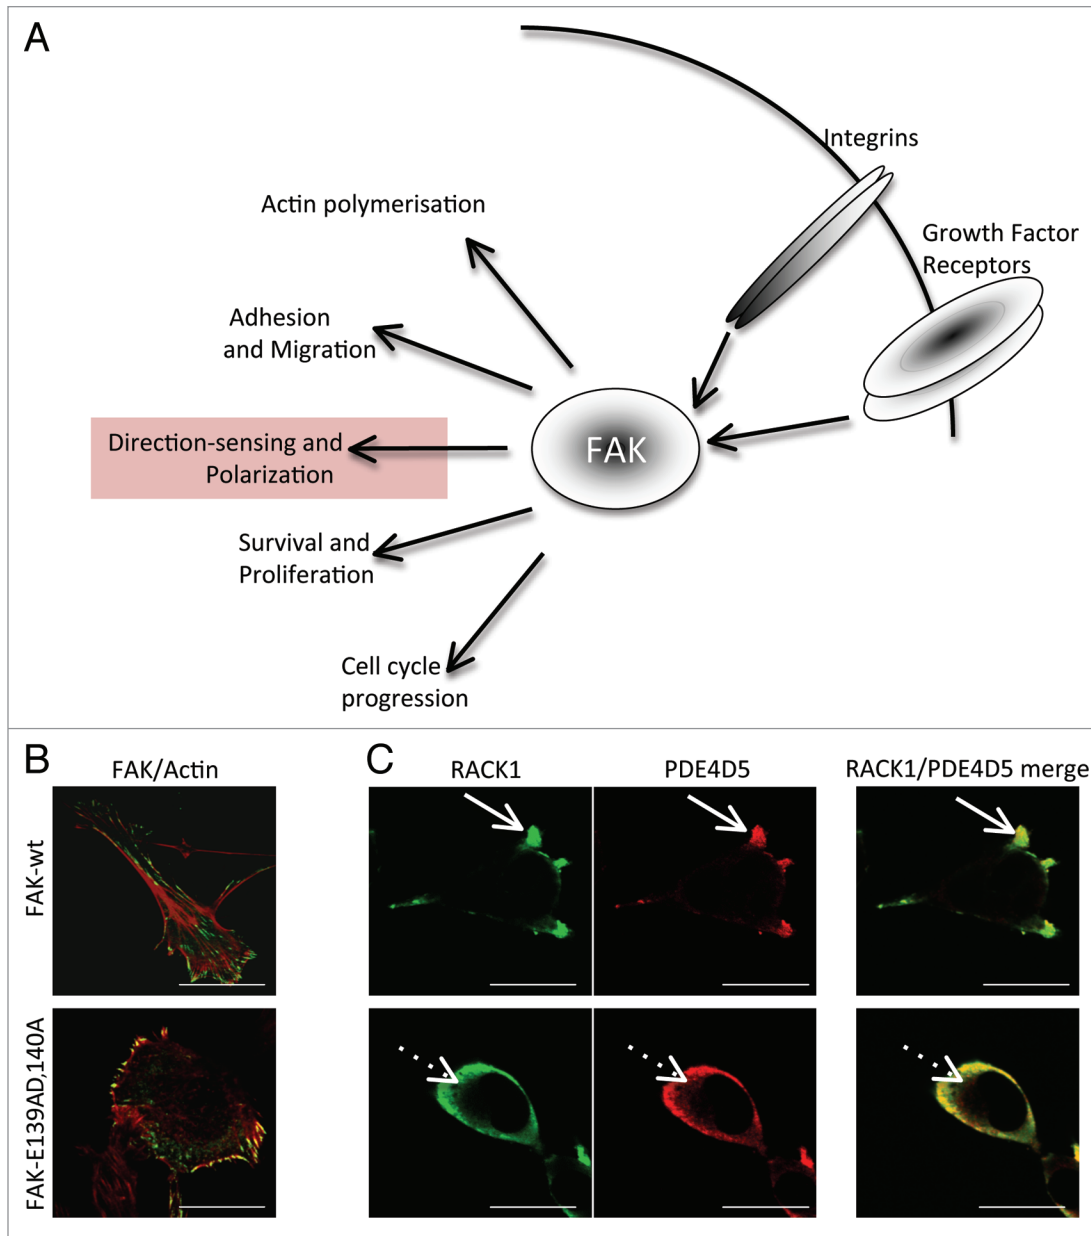 A
Integrins
Actin polymerisation
Growth Factor
Receptors
Adhesion
and Migration
FAK
Direction-sensing and
Polarization
Survival and
Proliferation
Cell cycle
progression
B
FAK/Actin
FAK-wt
FAK-E139AD,140A
C
RACK1
PDE4D5
RACK1/PDE4D5 merge